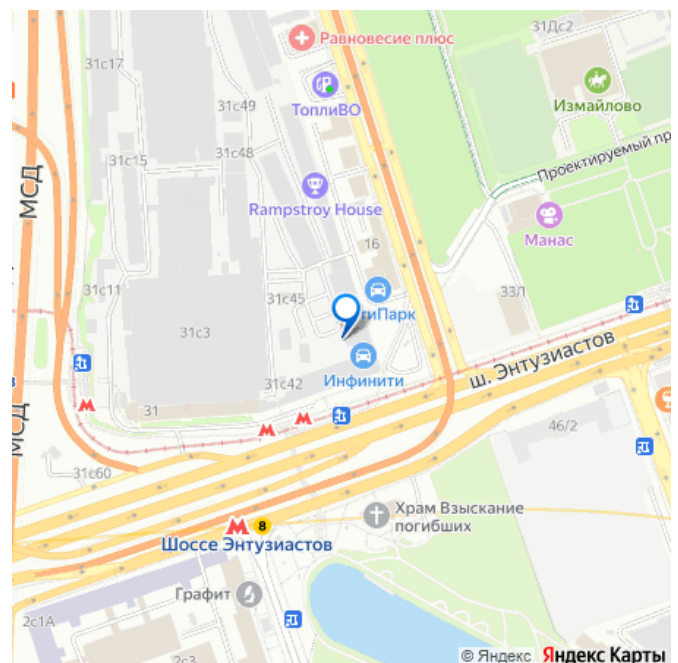 31Дс2
Равновесие плюс
31с17
ТоплиВО
Измайлово
31с49
31с48
31с15
Проектируемый пр
МСД
Rampstroy House
Манас
16
31с11
31с45
33Л
31с3
тиПарк
ш. Энтузиастов
Инфинити
31с42
31
МСД
46/2
31с60
Храм Взыскание
погибших
8
Шоссе Энтузиастов
Графит
2с1А
2с3
© Яндекс Яндекс Карты